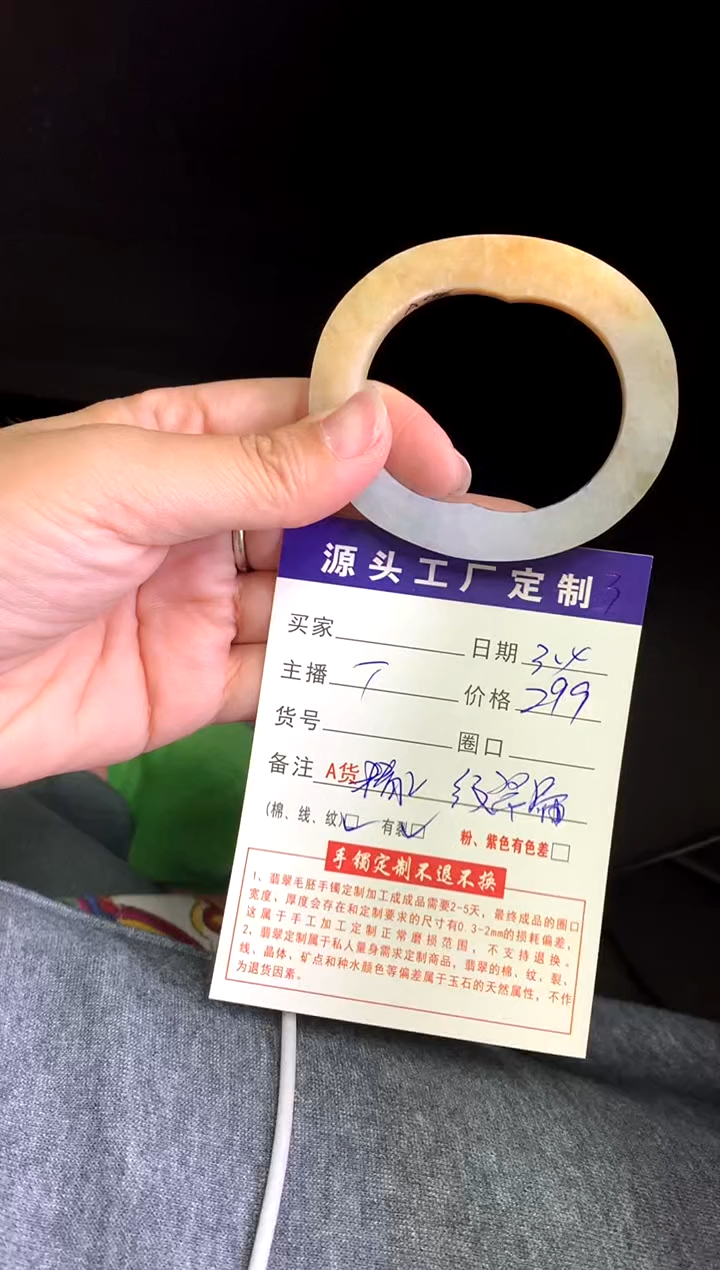 源头工厂定制
买家 日期 3.4
主播 价格 299
货号 圈口
备注 A货
(棉、线、纹)☑ 有裂☑ 粉、紫色有色差□
手镯定制不退不换
1、翡翠毛胚手镯定制加工成成品需要2-5天,最终成品的圈口
宽度、厚度会存在和定制要求的尺寸有0.3-2mm的损耗偏差,
这属于手工加工定制正常磨损范围,不支持退换。
2、翡翠定制属于私人量身需求定制商品,翡翠的棉、纹、裂、
线、晶体、矿点和种水颜色等偏差属于玉石的天然属性,不作
为退货因素。